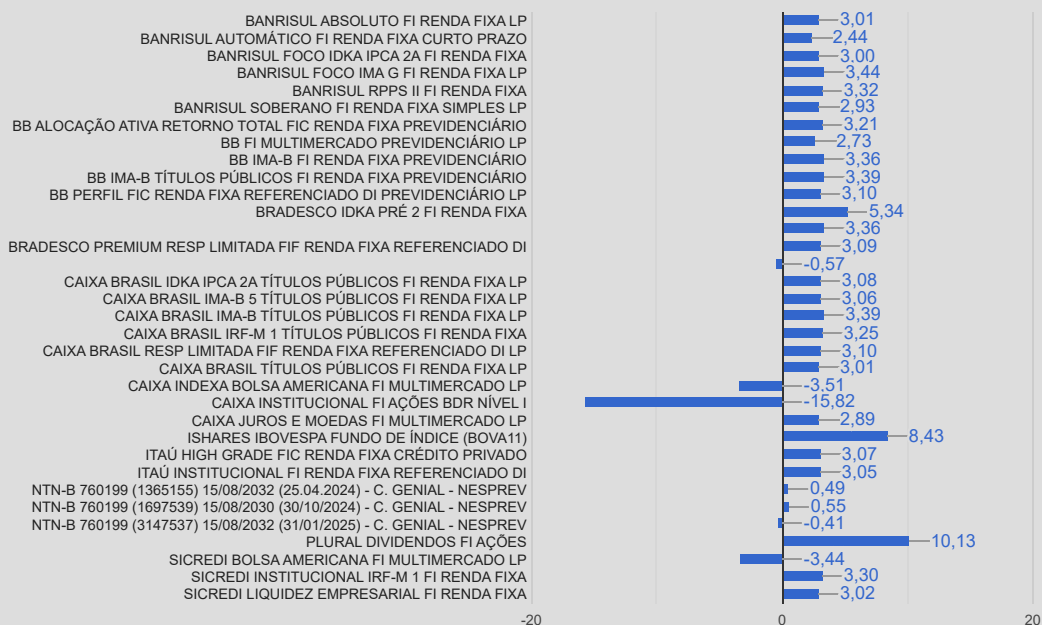 BANRISUL ABSOLUTO FI RENDA FIXA LP 3,01
BANRISUL AUTOMÁTICO FI RENDA FIXA CURTO PRAZO 2,44
BANRISUL FOCO IDKA IPCA 2A FI RENDA FIXA 3,00
BANRISUL FOCO IMA G FI RENDA FIXA LP 3,44
BANRISUL RPPS II FI RENDA FIXA 3,32
BANRISUL SOBERANO FI RENDA FIXA SIMPLES LP 2,93
BB ALOCAÇÃO ATIVA RETORNO TOTAL FIC RENDA FIXA PREVIDENCIÁRIO 3,21
BB FI MULTIMERCADO PREVIDENCIÁRIO LP 2,73
BB IMA-B FI RENDA FIXA PREVIDENCIÁRIO 3,36
BB IMA-B TÍTULOS PÚBLICOS FI RENDA FIXA PREVIDENCIÁRIO 3,39
BB PERFIL FIC RENDA FIXA REFERENCIADO DI PREVIDENCIÁRIO LP 3,10
BRADESCO IDKA PRÉ 2 FI RENDA FIXA 5,34
3,36
BRADESCO PREMIUM RESP LIMITADA FIF RENDA FIXA REFERENCIADO DI 3,09
-0,57
CAIXA BRASIL IDKA IPCA 2A TÍTULOS PÚBLICOS FI RENDA FIXA LP 3,08
CAIXA BRASIL IMA-B 5 TÍTULOS PÚBLICOS FI RENDA FIXA LP 3,06
CAIXA BRASIL IMA-B TÍTULOS PÚBLICOS FI RENDA FIXA LP 3,39
CAIXA BRASIL IRF-M 1 TÍTULOS PÚBLICOS FI RENDA FIXA 3,25
CAIXA BRASIL RESP LIMITADA FIF RENDA FIXA REFERENCIADO DI LP 3,10
CAIXA BRASIL TÍTULOS PÚBLICOS FI RENDA FIXA LP 3,01
CAIXA INDEXA BOLSA AMERICANA FI MULTIMERCADO LP -3,51
CAIXA INSTITUCIONAL FI AÇÕES BDR NÍVEL I -15,82
CAIXA JUROS E MOEDAS FI MULTIMERCADO LP 2,89
ISHARES IBOVESPA FUNDO DE ÍNDICE (BOVA11) 8,43
ITAÚ HIGH GRADE FIC RENDA FIXA CRÉDITO PRIVADO 3,07
ITAÚ INSTITUCIONAL FI RENDA FIXA REFERENCIADO DI 3,05
NTN-B 760199 (1365155) 15/08/2032 (25.04.2024) - C. GENIAL - NESPREV 0,49
NTN-B 760199 (1697539) 15/08/2030 (30/10/2024) - C. GENIAL - NESPREV 0,55
NTN-B 760199 (3147537) 15/08/2032 (31/01/2025) - C. GENIAL - NESPREV -0,41
PLURAL DIVIDENDOS FI AÇÕES 10,13
SICREDI BOLSA AMERICANA FI MULTIMERCADO LP -3,44
SICREDI INSTITUCIONAL IRF-M 1 FI RENDA FIXA 3,30
SICREDI LIQUIDEZ EMPRESARIAL FI RENDA FIXA 3,02
-20 0 20